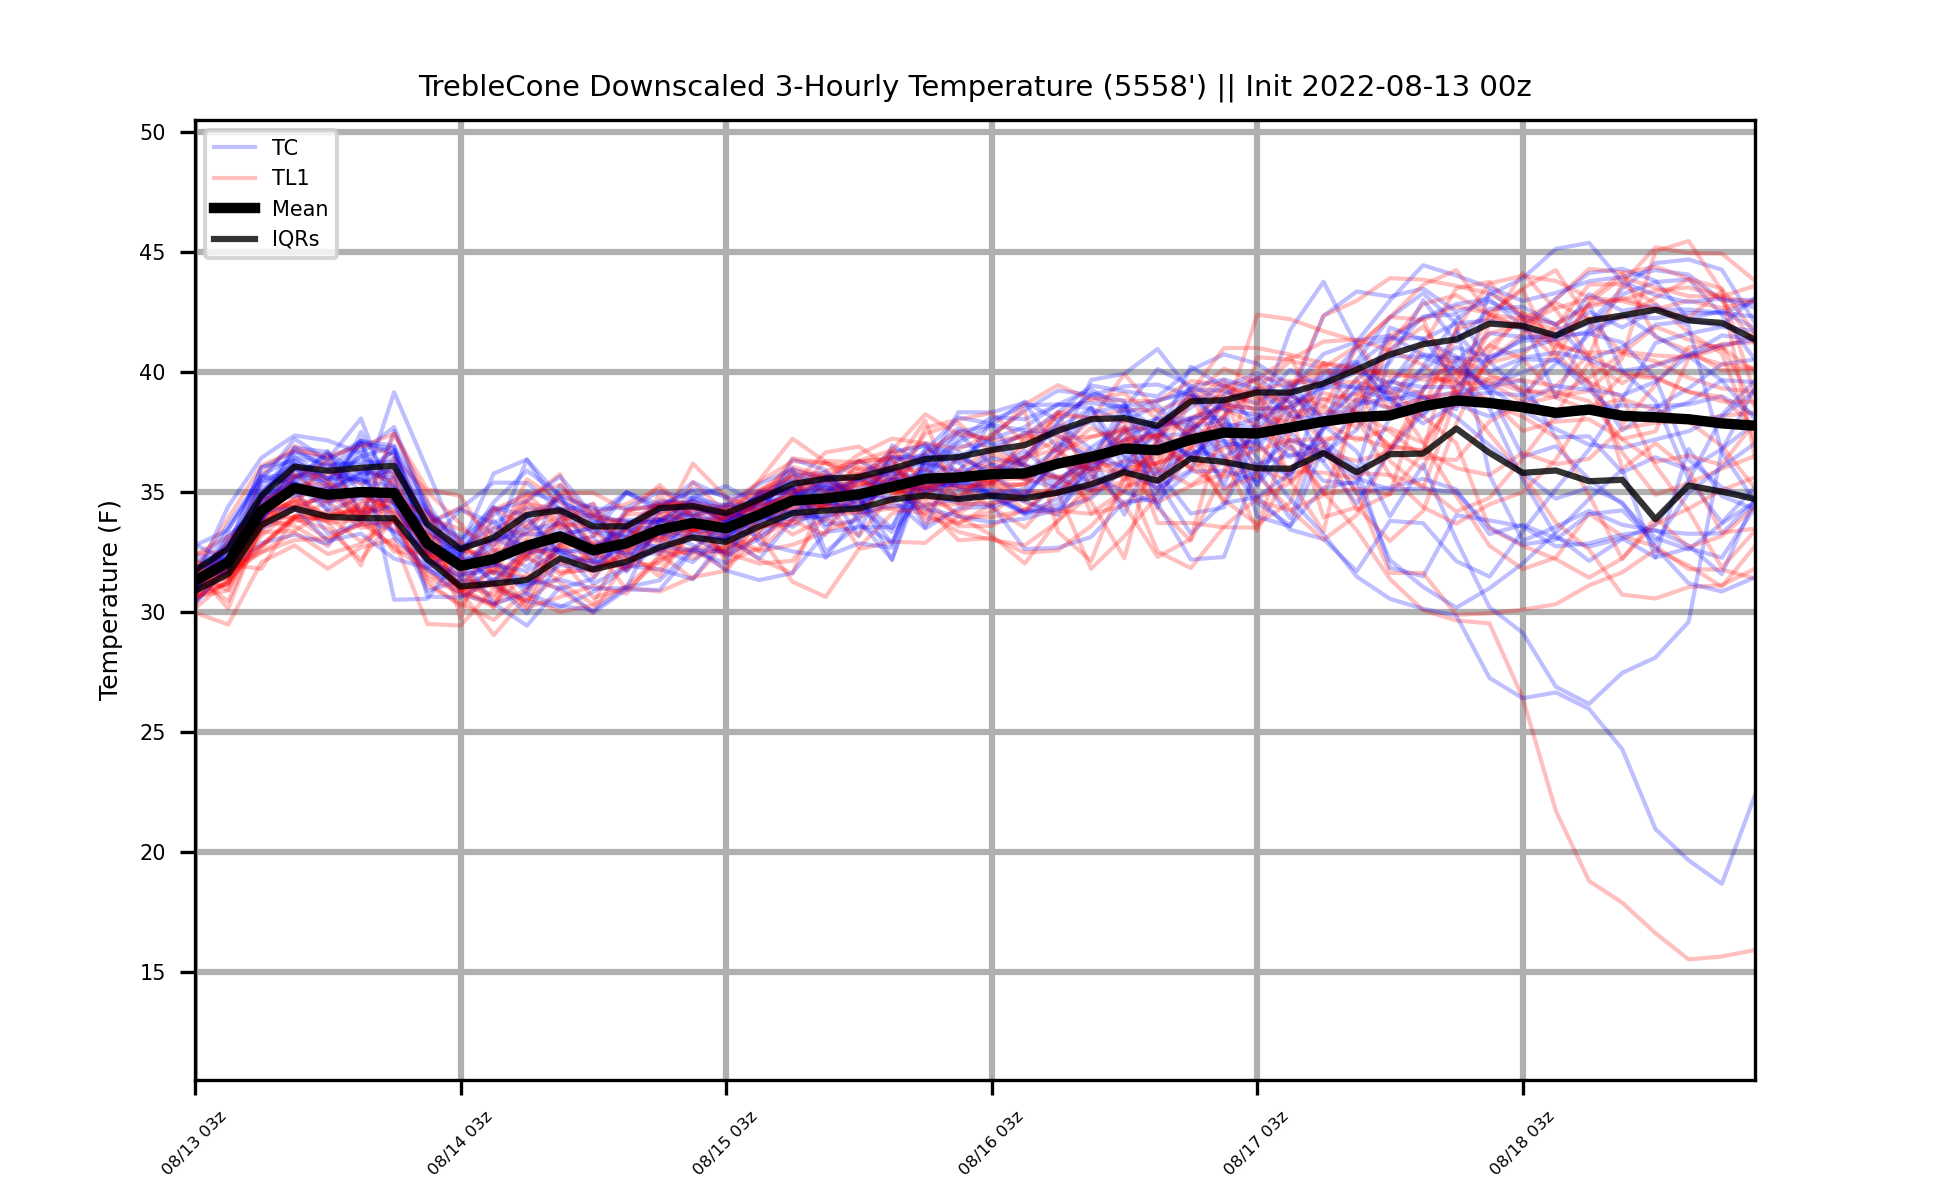 TrebleCone Downscaled 3-Hourly Temperature (5558') || Init 2022-08-13 00z
TC
TL1
Mean
IQRs
Temperature (F)
50
45
40
35
30
25
20
15
08/13 03z
08/14 03z
08/15 03z
08/16 03z
08/17 03z
08/18 03z